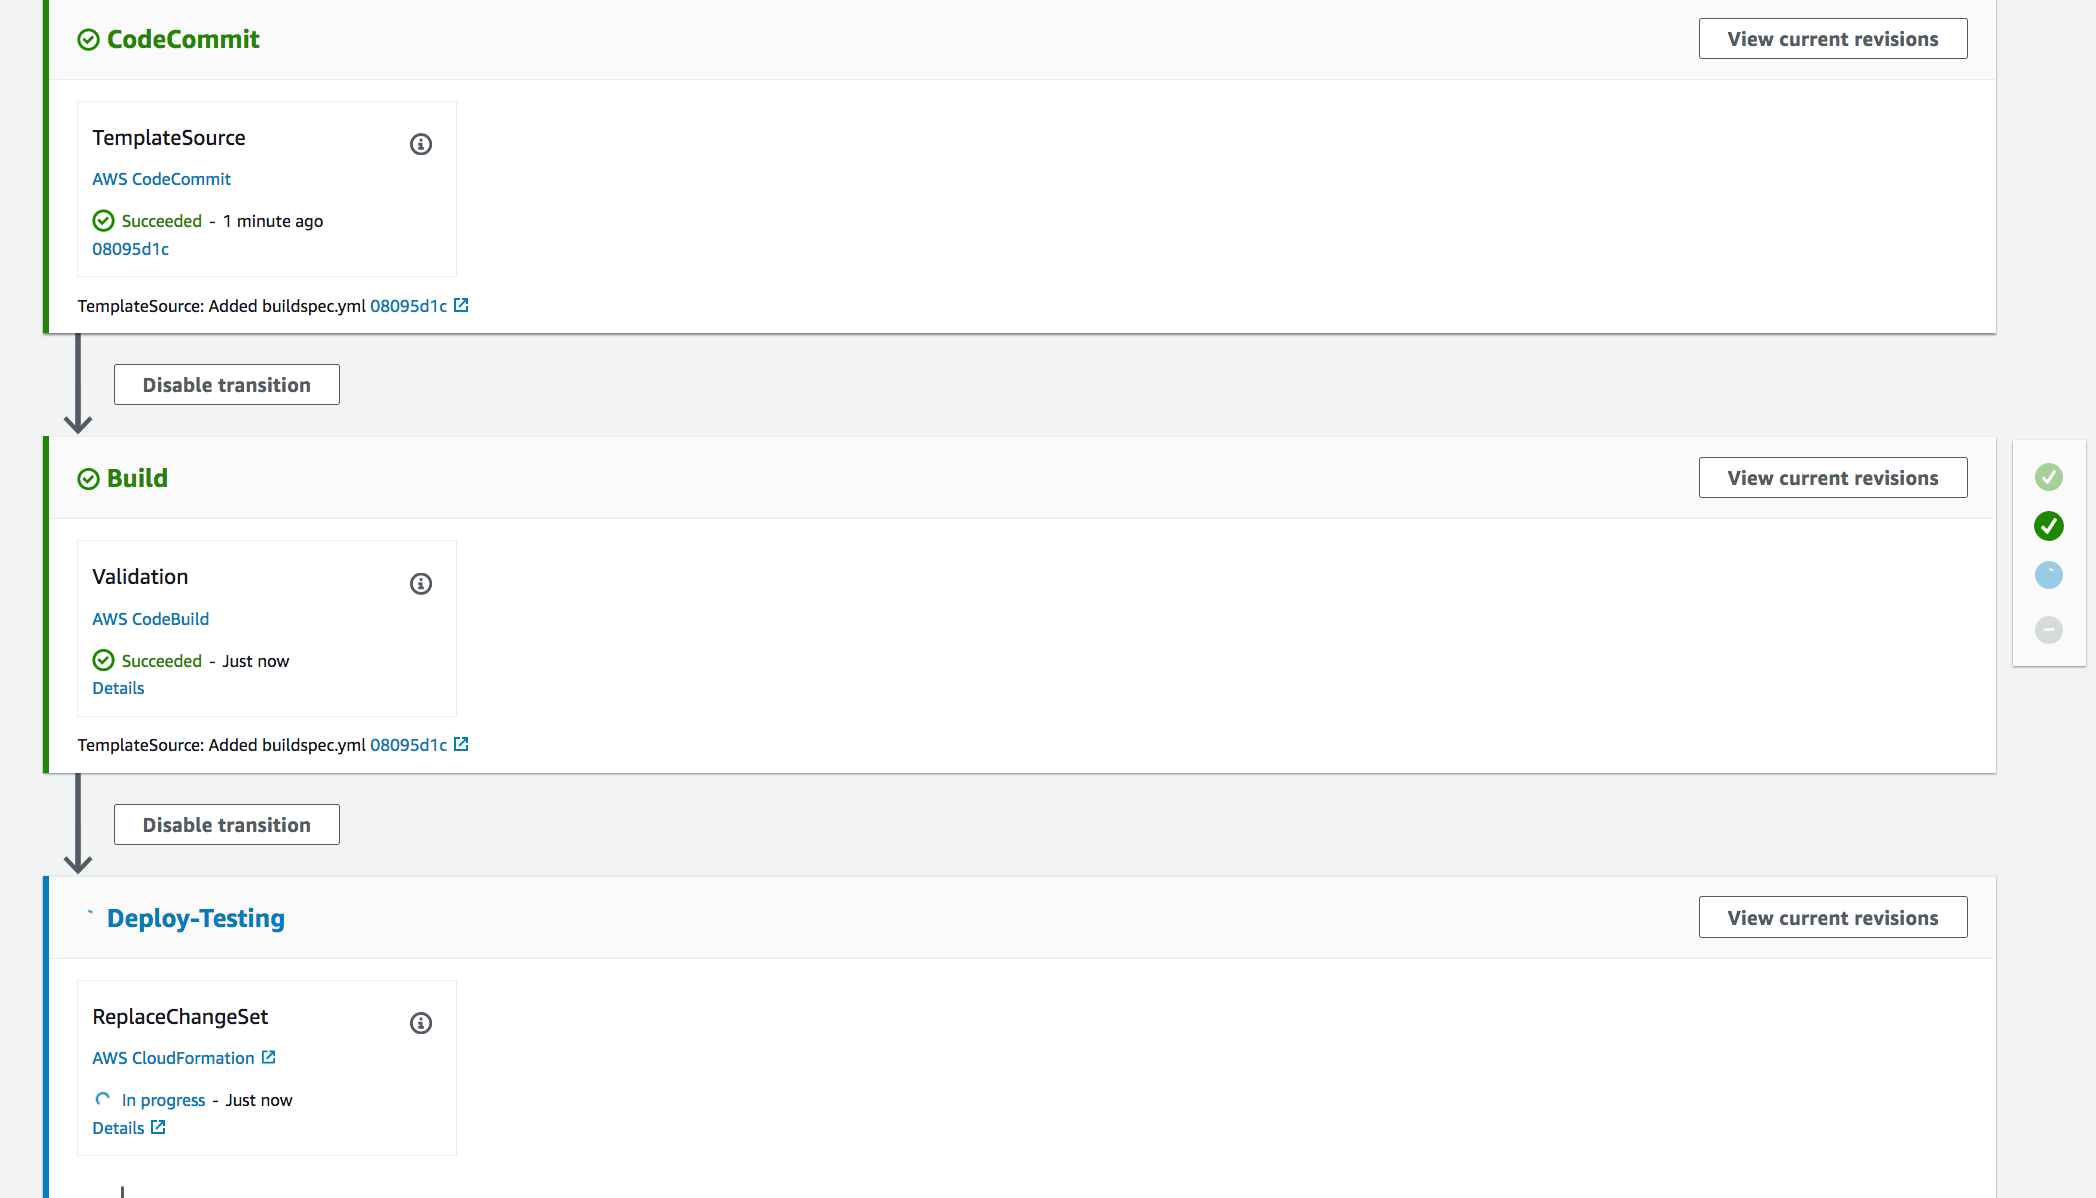 CodeCommit
View current revisions
TemplateSource
AWS CodeCommit
Succeeded - 1 minute ago
08095d1c
TemplateSource: Added buildspec.yml 08095d1c
Disable transition
Build
View current revisions
Validation
AWS CodeBuild
Succeeded - Just now
Details
TemplateSource: Added buildspec.yml 08095d1c
Disable transition
Deploy-Testing
View current revisions
ReplaceChangeSet
AWS CloudFormation
In progress - Just now
Details